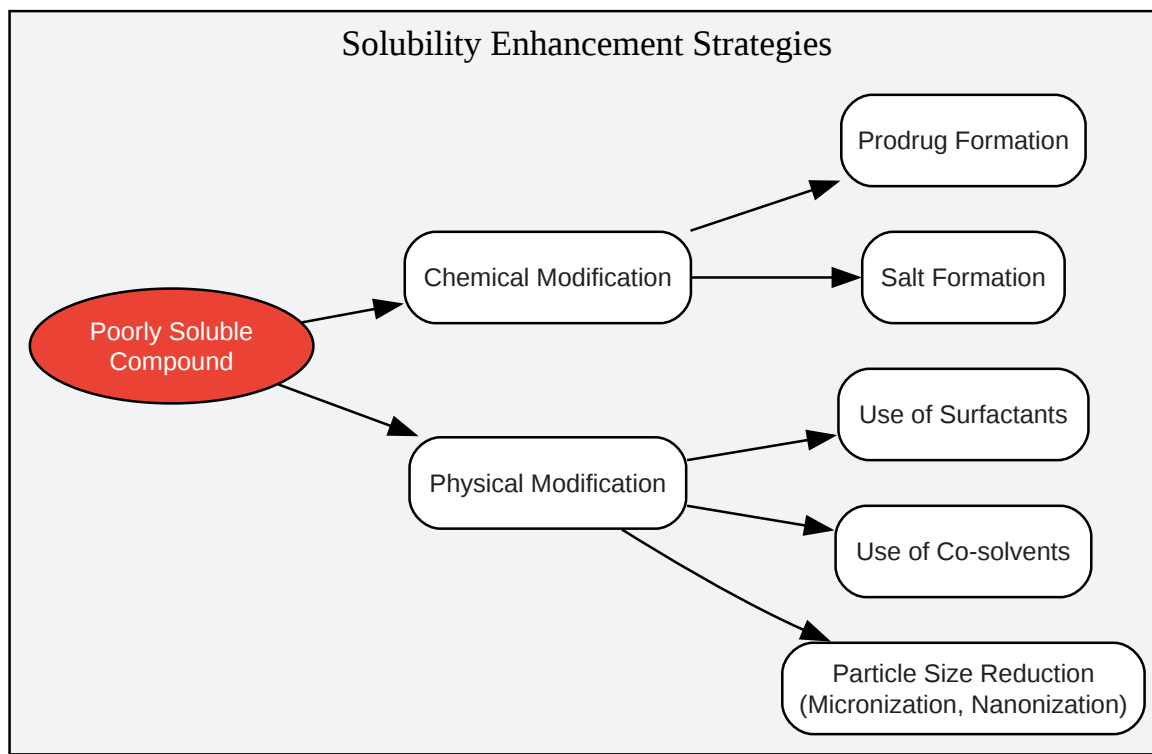 Solubility Enhancement Strategies
Poorly Soluble
Compound
Chemical Modification
Physical Modification
Prodrug Formation
Salt Formation
Use of Surfactants
Use of Co-solvents
Particle Size Reduction
(Micronization, Nanonization)